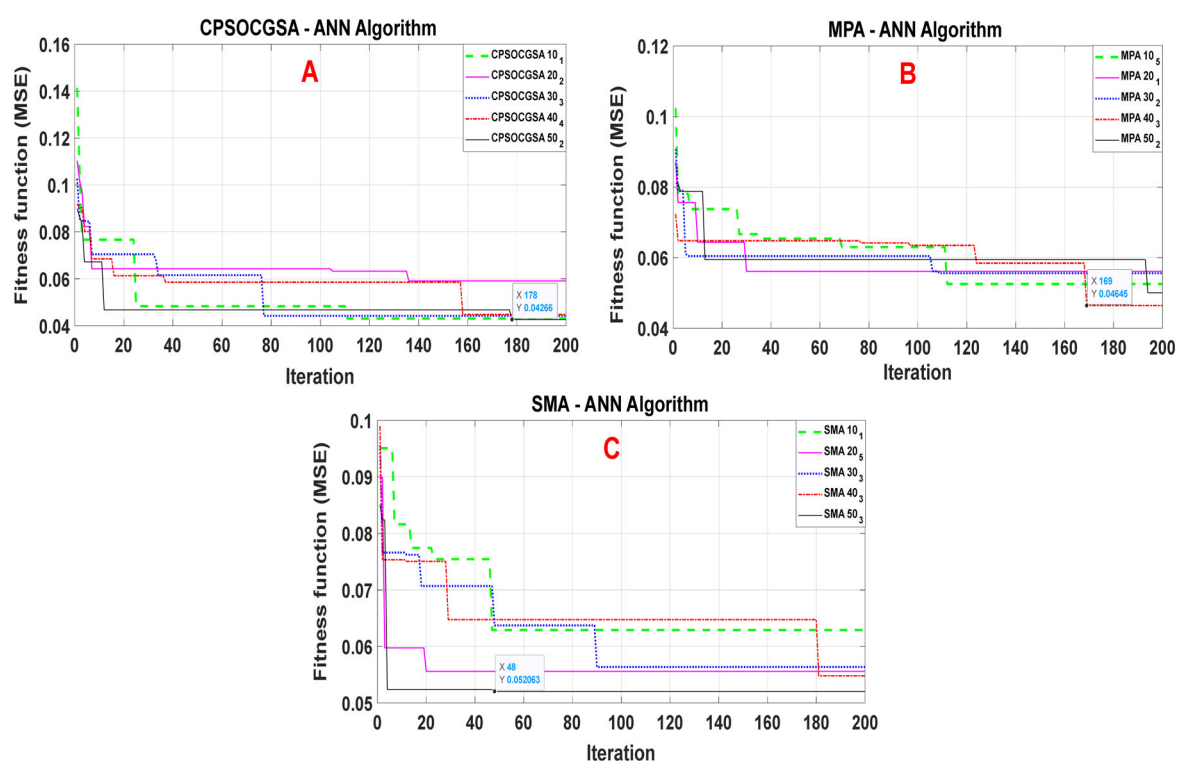 CPSOCGSA - ANN Algorithm
A
Fitness function (MSE)
0.16
0.14
0.12
0.1
0.08
0.06
0.04
CPSOCGSA 10 1
CPSOCGSA 20 2
CPSOCGSA 30 3
CPSOCGSA 40 4
CPSOCGSA 50 2
X 178
Y 0.04266
0 20 40 60 80 100 120 140 160 180 200
Iteration
MPA - ANN Algorithm
B
Fitness function (MSE)
0.12
0.1
0.08
0.06
0.04
MPA 10 5
MPA 20 1
MPA 30 2
MPA 40 3
MPA 50 2
X 169
Y 0.04645
0 20 40 60 80 100 120 140 160 180 200
Iteration
SMA - ANN Algorithm
C
Fitness function (MSE)
0.1
0.09
0.08
0.07
0.06
0.05
SMA 10 1
SMA 20 5
SMA 30 3
SMA 40 3
SMA 50 3
X 48
Y 0.052063
0 20 40 60 80 100 120 140 160 180 200
Iteration